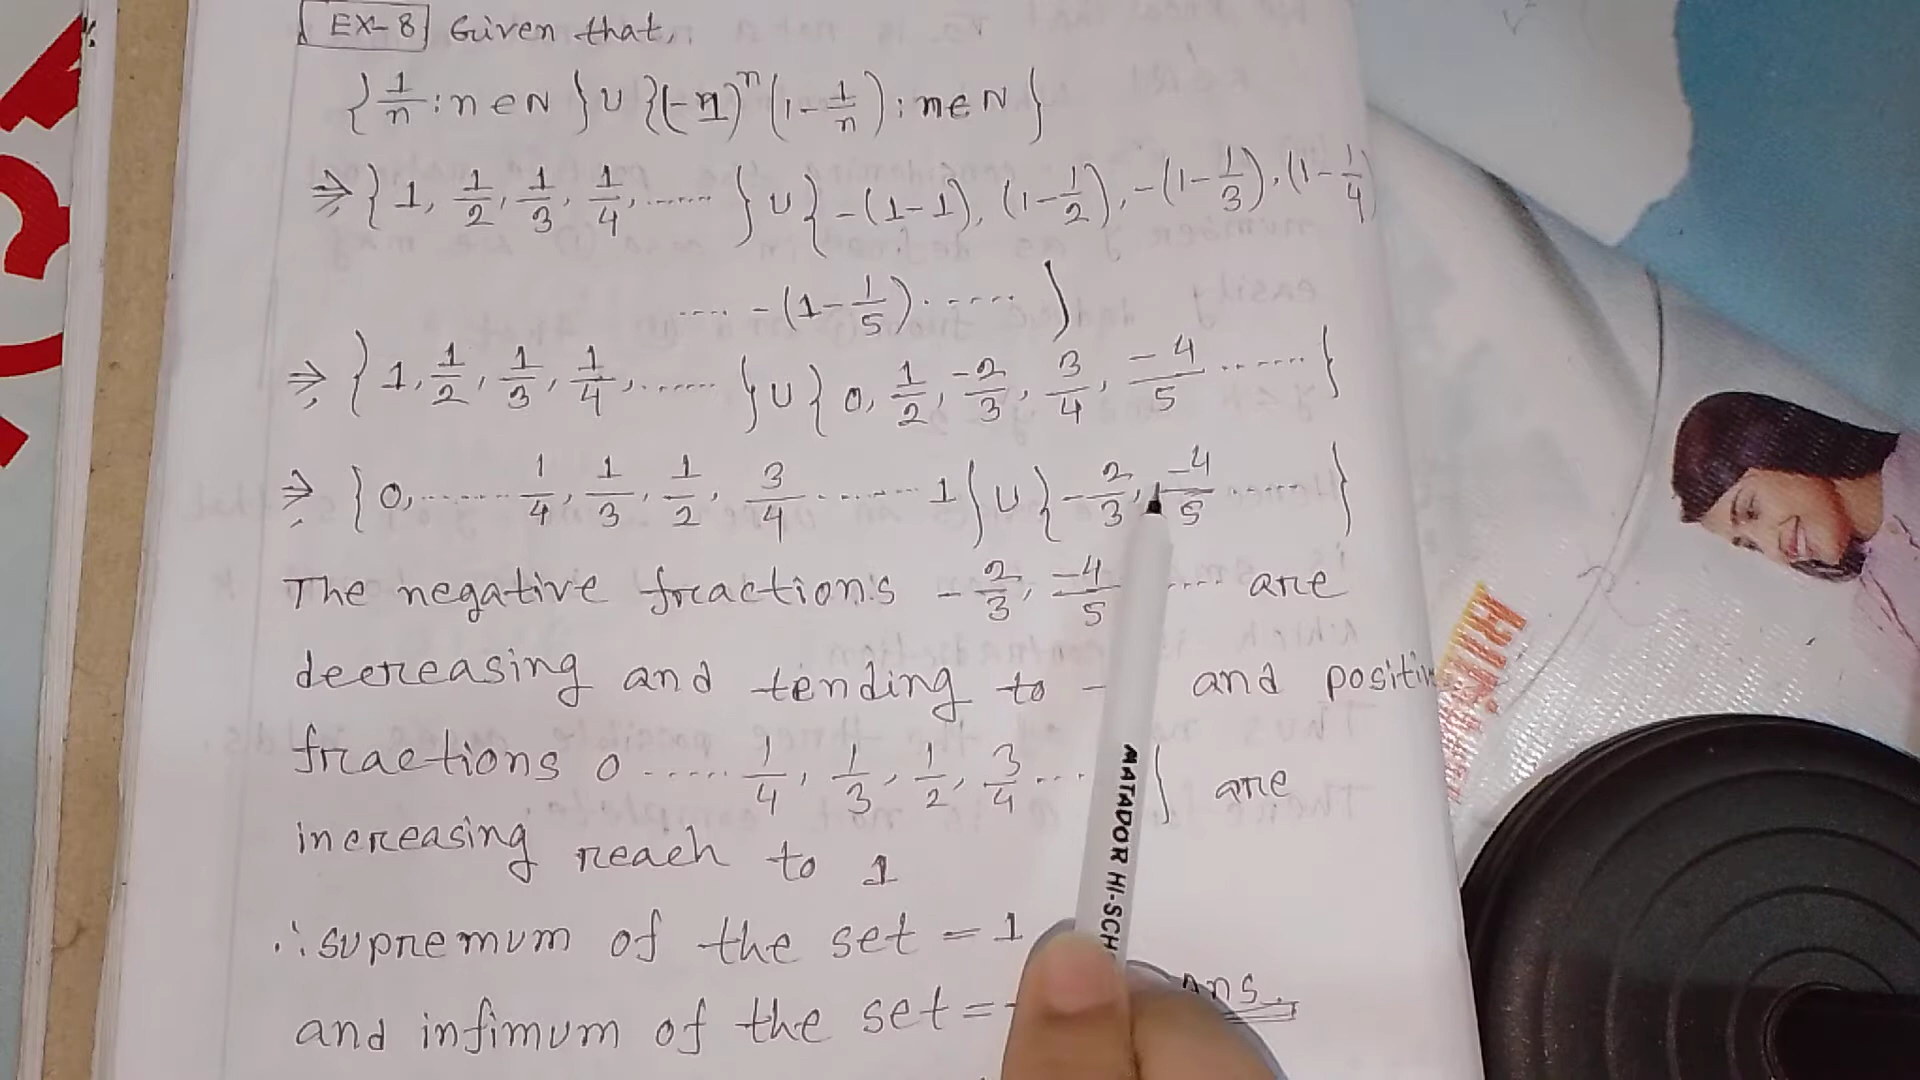 EX-8 Given that,
{1/n : n ∈ N} ∪ {(-1)^n (1 - 1/n) : n ∈ N}
⇒ {1, 1/2, 1/3, 1/4, ......} ∪ {-(1-1), (1-1/2), -(1-1/3), (1-1/4)
.... -(1-1/5) ...... }
⇒ {1, 1/2, 1/3, 1/4, ......} ∪ {0, 1/2, -2/3, 3/4, -4/5 ......}
⇒ {0, ...... 1/4, 1/3, 1/2, 3/4 ...... 1} ∪ {-2/3, -4/5 }
The negative fractions -2/3, -4/5 .... are
decreasing and tending to - and positiv
fractions 0 ...... 1/4, 1/3, 1/2, 3/4 ... } are
increasing reach to 1
∴ supremum of the set = 1
and infimum of the set = - ans.
MATADOR HI-SCH